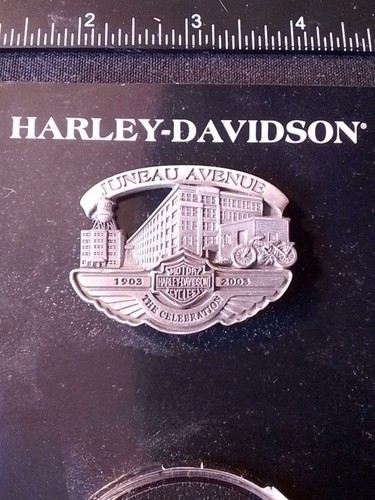 2 3 4
HARLEY-DAVIDSON®
JUNEAU AVENUE
MOTOR
1903 HARLEY-DAVIDSON 2003
CYCLES
THE CELEBRATION